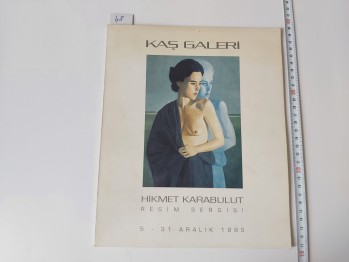 KAŞ GALERİ
HİKMET KARABULUT
RESİM SERGİSİ
5 - 31 ARALIK 1995